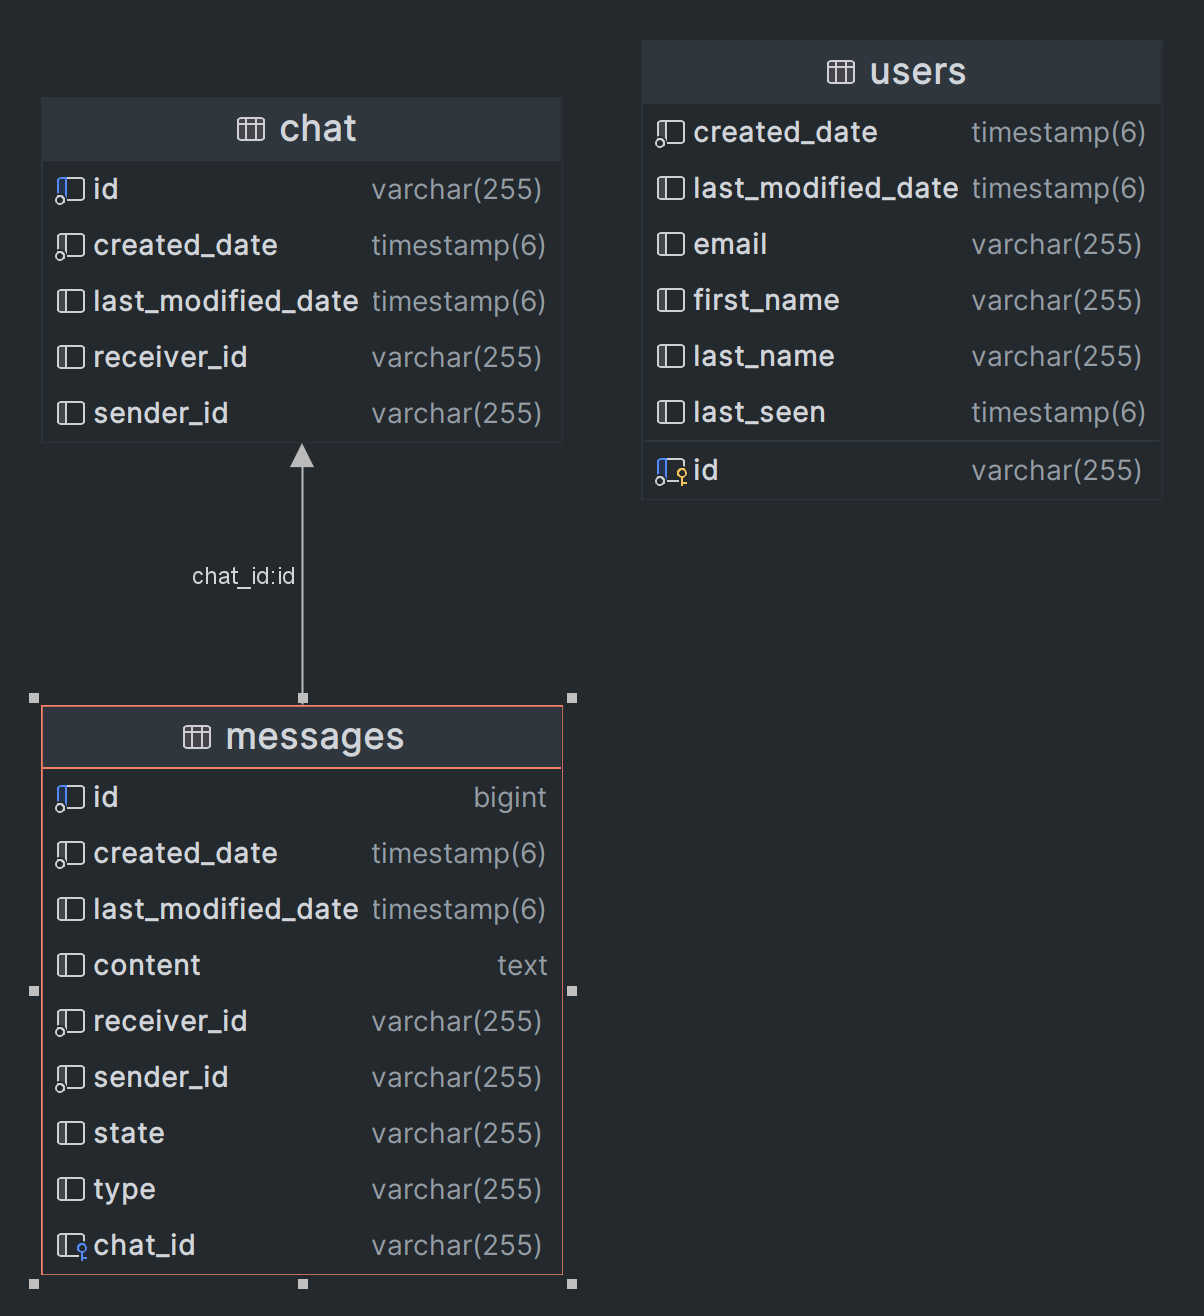 chat
id varchar(255)
created_date timestamp(6)
last_modified_date timestamp(6)
receiver_id varchar(255)
sender_id varchar(255)
users
created_date timestamp(6)
last_modified_date timestamp(6)
email varchar(255)
first_name varchar(255)
last_name varchar(255)
last_seen timestamp(6)
id varchar(255)
chat_id:id
messages
id bigint
created_date timestamp(6)
last_modified_date timestamp(6)
content text
receiver_id varchar(255)
sender_id varchar(255)
state varchar(255)
type varchar(255)
chat_id varchar(255)